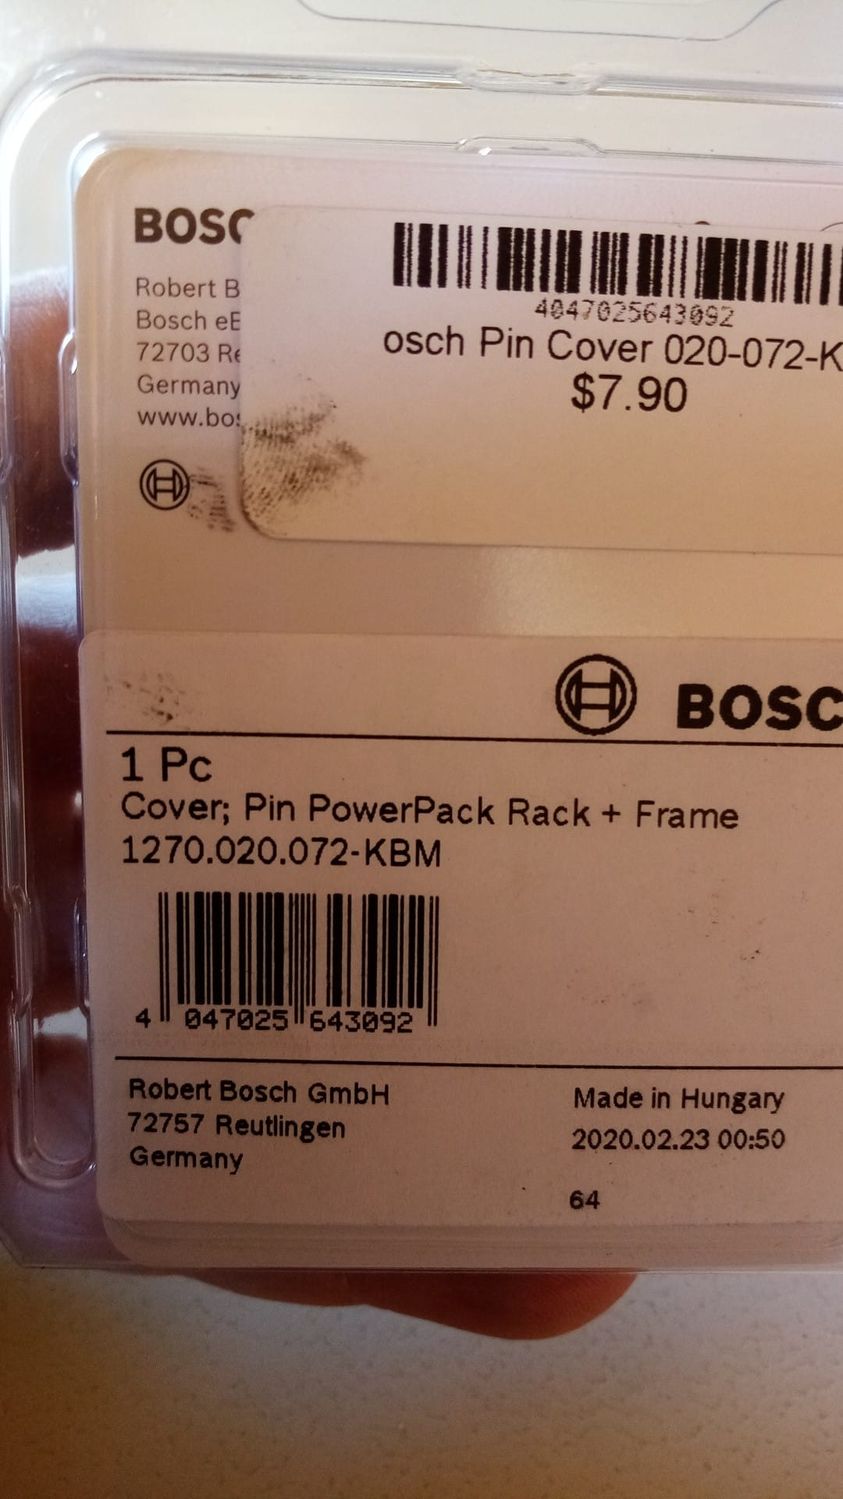 BOSC
Robert B
Bosch eB
72703 Re
Germany
www.bos
4047025643092
osch Pin Cover 020-072-K
$7.90
BOSC
1 Pc
Cover; Pin PowerPack Rack + Frame
1270.020.072-KBM
4 047025 643092
Robert Bosch GmbH
72757 Reutlingen
Germany
Made in Hungary
2020.02.23 00:50
64